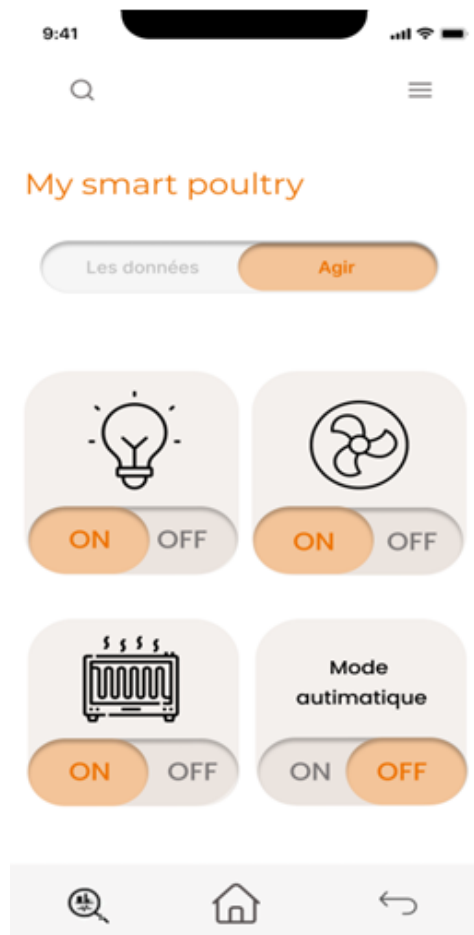 9:41
My smart poultry
Les données Agir
ON OFF ON OFF
Mode
autimatique
ON OFF ON OFF